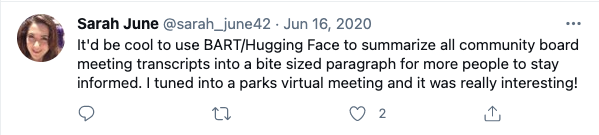 Sarah June @sarah_june42 · Jun 16, 2020
It'd be cool to use BART/Hugging Face to summarize all community board
meeting transcripts into a bite sized paragraph for more people to stay
informed. I tuned into a parks virtual meeting and it was really interesting!
2